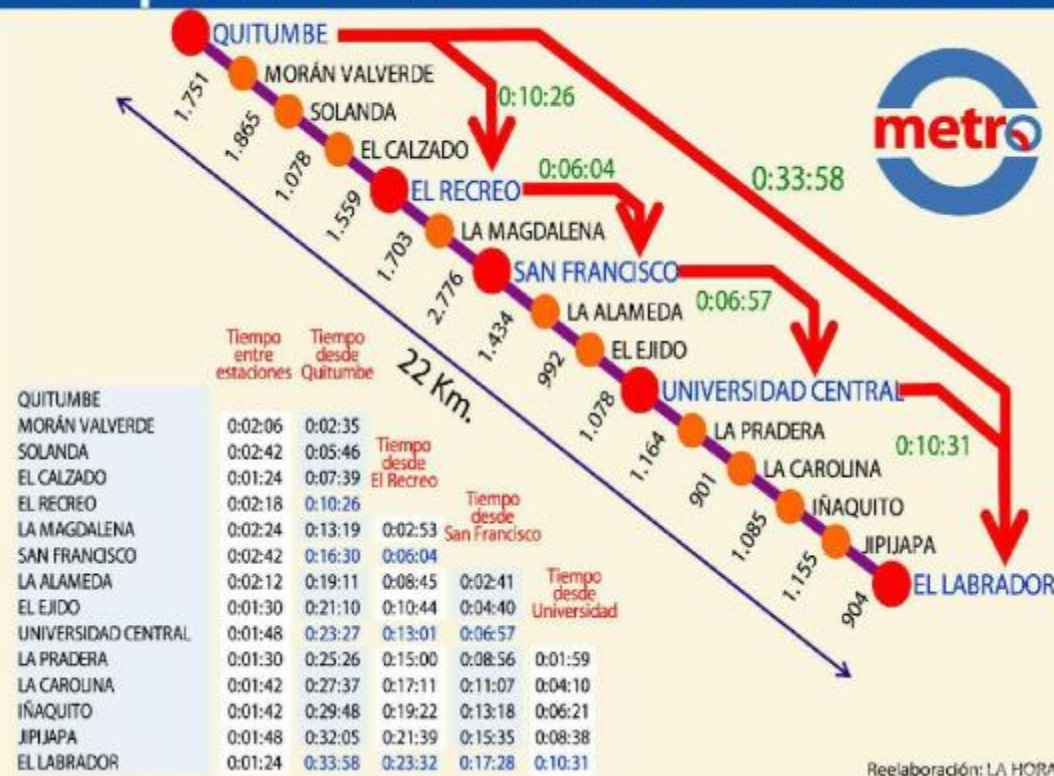 QUITUMBE
MORÁN VALVERDE
SOLANDA
EL CALZADO
EL RECREO
LA MAGDALENA
SAN FRANCISCO
LA ALAMEDA
EL EJIDO
UNIVERSIDAD CENTRAL
LA PRADERA
LA CAROLINA
IÑAQUITO
JIPIJAPA
EL LABRADOR
1.751
1.865
1.078
1.559
1.703
2.776
1.434
992
1.078
1.164
901
1.085
1.155
904
22 Km.
0:10:26
0:06:04
0:33:58
0:06:57
0:10:31
metro
Tiempo entre estaciones
Tiempo desde Quitumbe
Tiempo desde El Recreo
Tiempo desde San Francisco
Tiempo desde Universidad
QUITUMBE
MORÁN VALVERDE 0:02:06 0:02:35
SOLANDA 0:02:42 0:05:46
EL CALZADO 0:01:24 0:07:39
EL RECREO 0:02:18 0:10:26
LA MAGDALENA 0:02:24 0:13:19 0:02:53
SAN FRANCISCO 0:02:42 0:16:30 0:06:04
LA ALAMEDA 0:02:12 0:19:11 0:08:45 0:02:41
EL EJIDO 0:01:30 0:21:10 0:10:44 0:04:40
UNIVERSIDAD CENTRAL 0:01:48 0:23:27 0:13:01 0:06:57
LA PRADERA 0:01:30 0:25:26 0:15:00 0:08:56 0:01:59
LA CAROLINA 0:01:42 0:27:37 0:17:11 0:11:07 0:04:10
IÑAQUITO 0:01:42 0:29:48 0:19:22 0:13:18 0:06:21
JIPIJAPA 0:01:48 0:32:05 0:21:39 0:15:35 0:08:38
EL LABRADOR 0:01:24 0:33:58 0:23:32 0:17:28 0:10:31
Reelaboración: LA HORA